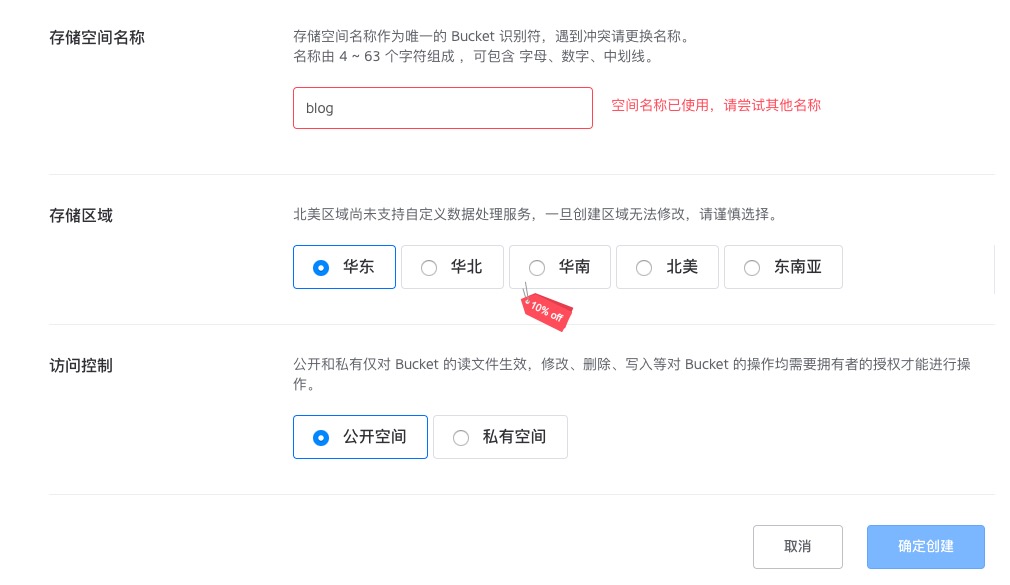 存储空间名称
存储空间名称作为唯一的 Bucket 识别符，遇到冲突请更换名称。
名称由 4 ~ 63 个字符组成 ，可包含 字母、数字、中划线。
blog
空间名称已使用，请尝试其他名称
存储区域
北美区域尚未支持自定义数据处理服务，一旦创建区域无法修改，请谨慎选择。
华东
华北
华南
北美
东南亚
10% off
访问控制
公开和私有仅对 Bucket 的读文件生效，修改、删除、写入等对 Bucket 的操作均需要拥有者的授权才能进行操
作。
公开空间
私有空间
取消
确定创建